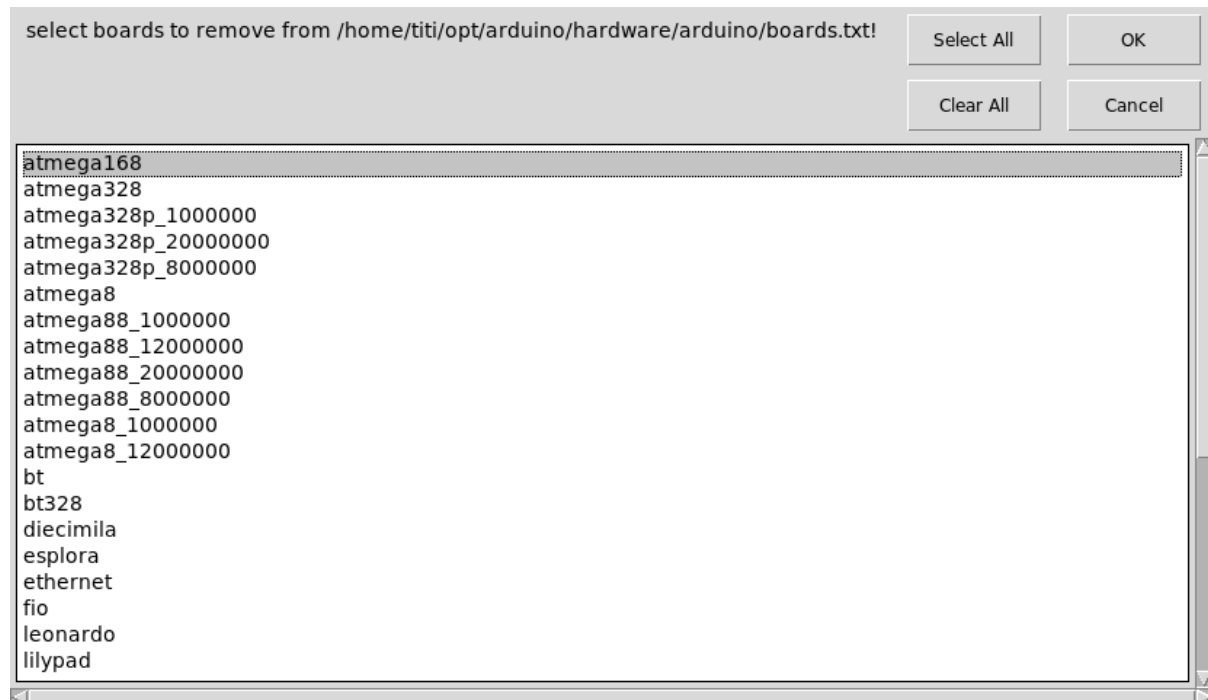 select boards to remove from /home/titi/opt/arduino/hardware/arduino/boards.txt!
Select All
OK
Clear All
Cancel
atmega168
atmega328
atmega328p_1000000
atmega328p_20000000
atmega328p_8000000
atmega8
atmega88_1000000
atmega88_12000000
atmega88_20000000
atmega88_8000000
atmega8_1000000
atmega8_12000000
bt
bt328
diecimila
esplora
ethernet
fio
leonardo
lilypad